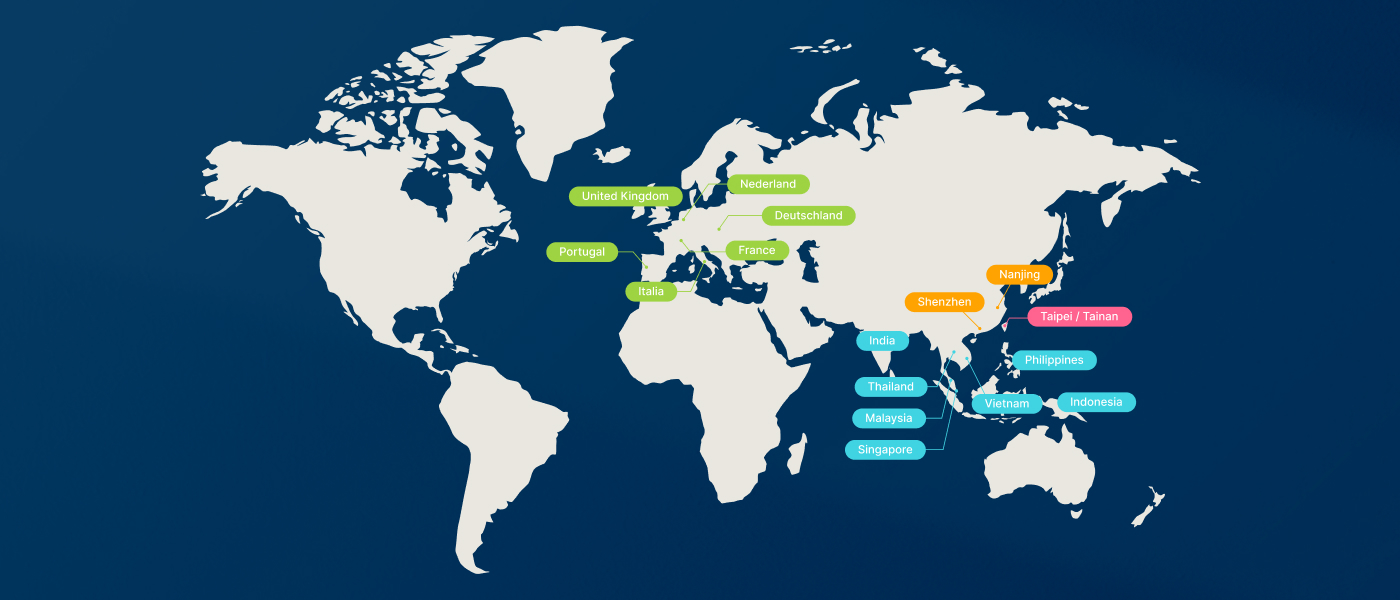 Nederland
United Kingdom
Deutschland
Portugal
France
Italia
Nanjing
Shenzhen
Taipei / Tainan
India
Philippines
Thailand
Vietnam
Indonesia
Malaysia
Singapore